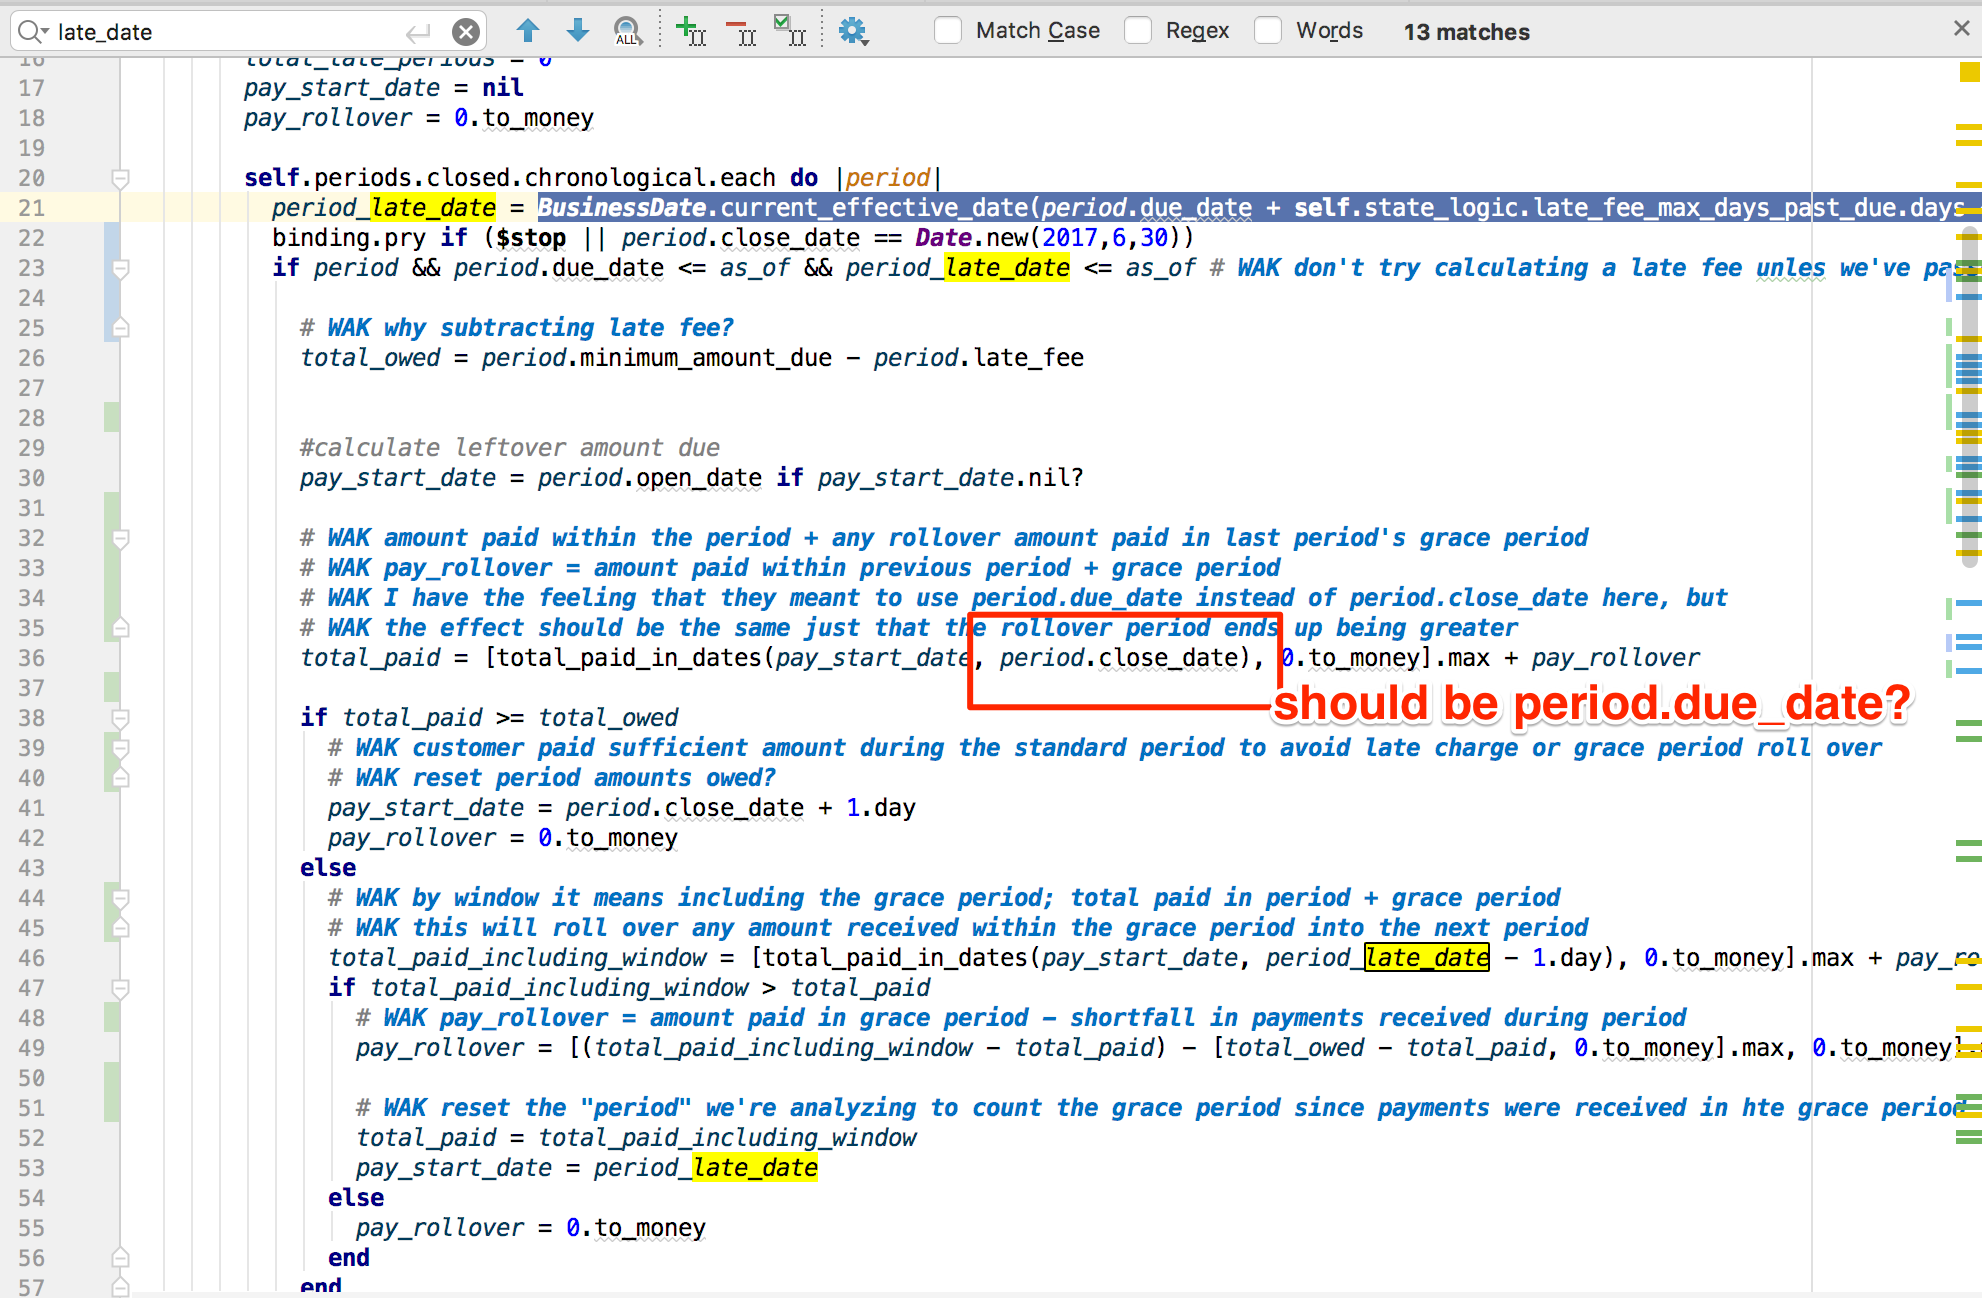 late_date Match Case Regex Words 13 matches
16 total_late_periods = 0
17 pay_start_date = nil
18 pay_rollover = 0.to_money
19
20 self.periods.closed.chronological.each do |period|
21 period_late_date = BusinessDate.current_effective_date(period.due_date + self.state_logic.late_fee_max_days_past_due.days
22 binding.pry if ($stop || period.close_date == Date.new(2017,6,30))
23 if period && period.due_date <= as_of && period_late_date <= as_of # WAK don't try calculating a late fee unles we've pass
24
25 # WAK why subtracting late fee?
26 total_owed = period.minimum_amount_due - period.late_fee
27
28
29 #calculate leftover amount due
30 pay_start_date = period.open_date if pay_start_date.nil?
31
32 # WAK amount paid within the period + any rollover amount paid in last period's grace period
33 # WAK pay_rollover = amount paid within previous period + grace period
34 # WAK I have the feeling that they meant to use period.due_date instead of period.close_date here, but
35 # WAK the effect should be the same just that the rollover period ends up being greater
36 total_paid = [total_paid_in_dates(pay_start_date, period.close_date), 0.to_money].max + pay_rollover
37
should be period.due_date?
38 if total_paid >= total_owed
39 # WAK customer paid sufficient amount during the standard period to avoid late charge or grace period roll over
40 # WAK reset period amounts owed?
41 pay_start_date = period.close_date + 1.day
42 pay_rollover = 0.to_money
43 else
44 # WAK by window it means including the grace period; total paid in period + grace period
45 # WAK this will roll over any amount received within the grace period into the next period
46 total_paid_including_window = [total_paid_in_dates(pay_start_date, period_late_date - 1.day), 0.to_money].max + pay_ro
47 if total_paid_including_window > total_paid
48 # WAK pay_rollover = amount paid in grace period - shortfall in payments received during period
49 pay_rollover = [(total_paid_including_window - total_paid) - [total_owed - total_paid, 0.to_money].max, 0.to_money].
50
51 # WAK reset the "period" we're analyzing to count the grace period since payments were received in hte grace period
52 total_paid = total_paid_including_window
53 pay_start_date = period_late_date
54 else
55 pay_rollover = 0.to_money
56 end
57 end